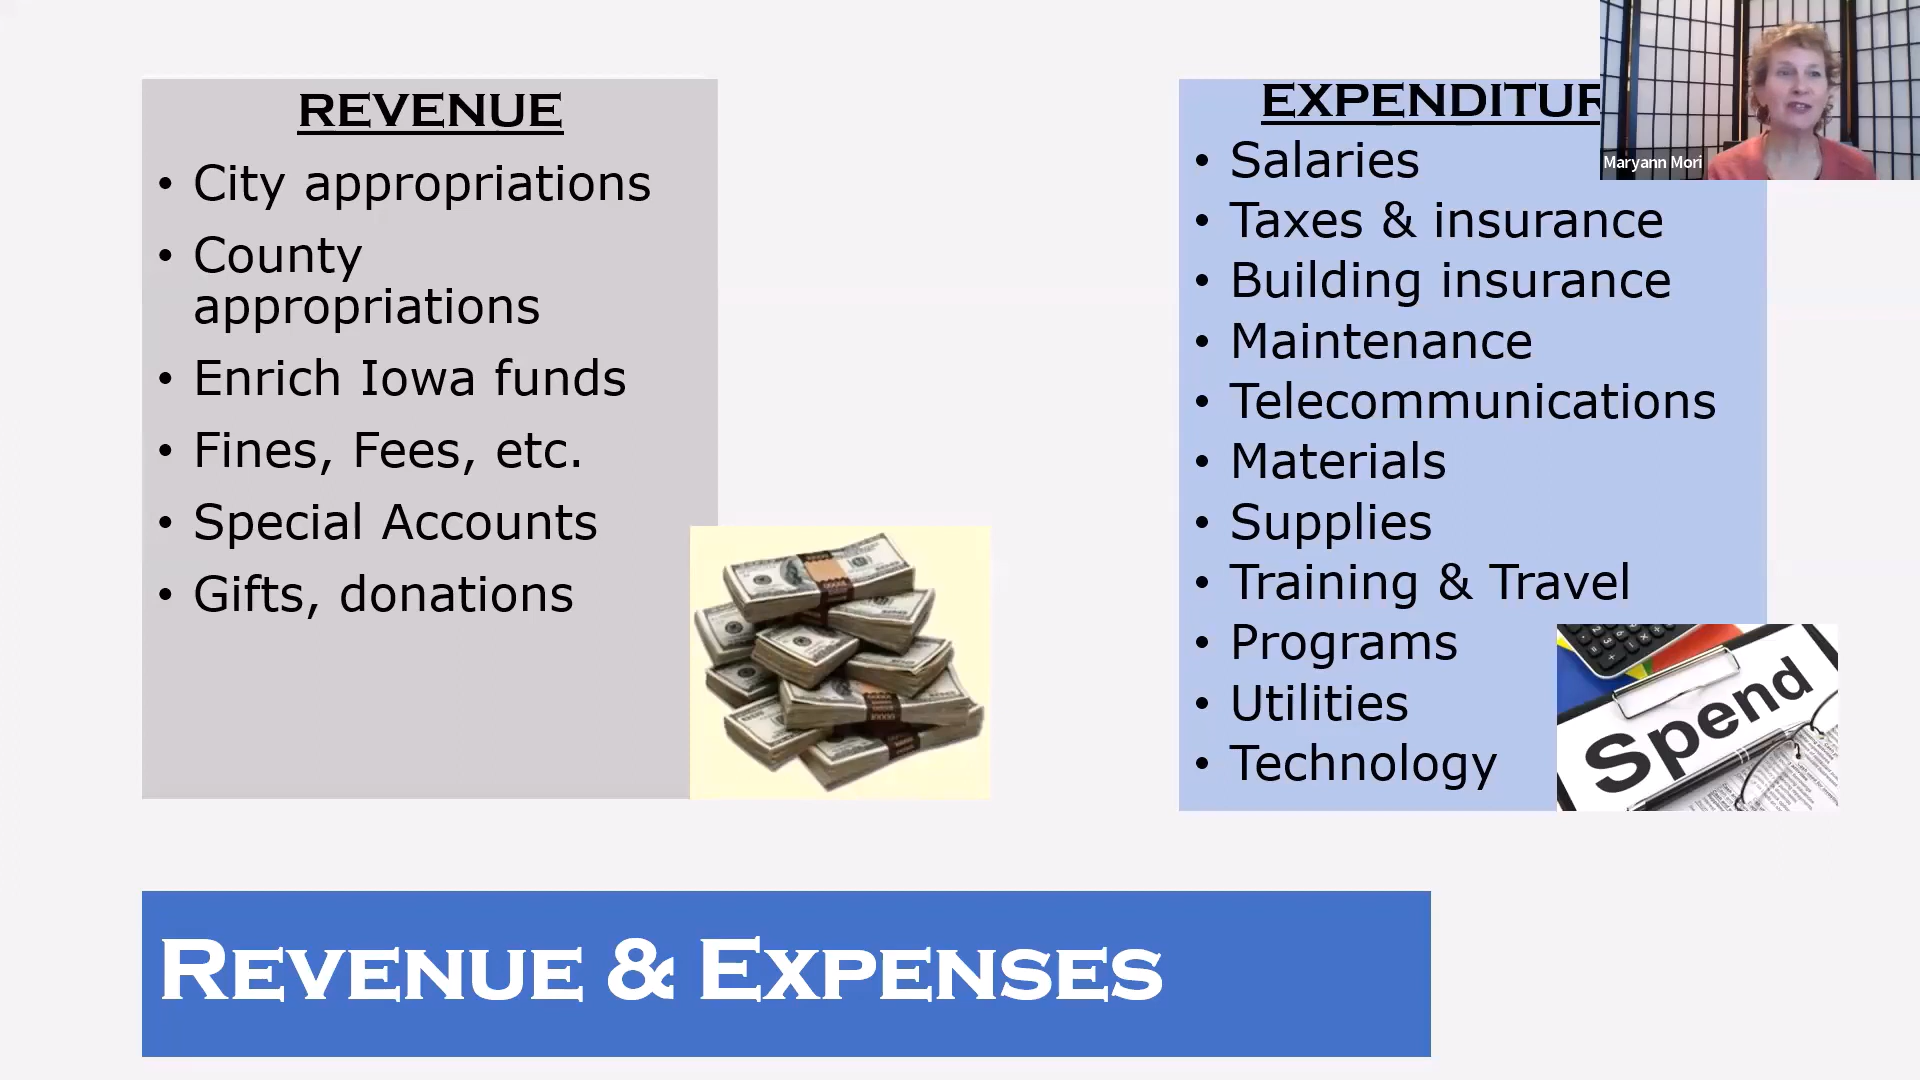 REVENUE
• City appropriations
• County
appropriations
• Enrich Iowa funds
• Fines, Fees, etc.
• Special Accounts
• Gifts, donations
EXPENDITUR
• Salaries
• Taxes & insurance
• Building insurance
• Maintenance
• Telecommunications
• Materials
• Supplies
• Training & Travel
• Programs
• Utilities
• Technology
Maryann Mori
Spend
REVENUE & EXPENSES